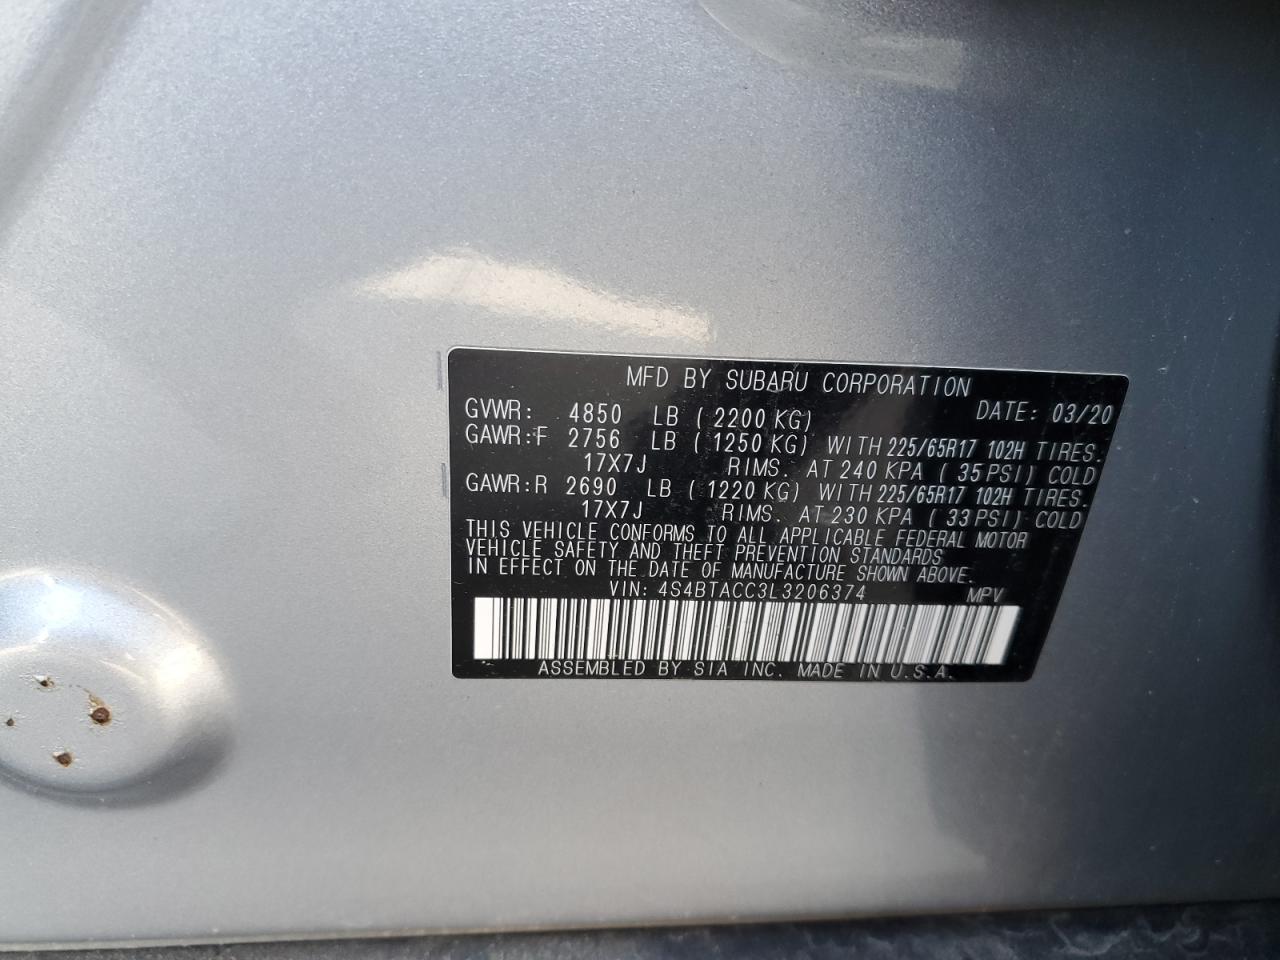 MFD BY SUBARU CORPORATION
GVWR: 4850 LB ( 2200 KG) DATE: 03/20
GAWR:F 2756 LB ( 1250 KG) WITH 225/65R17 102H TIRES.
17X7J RIMS. AT 240 KPA ( 35 PSI) COLD
GAWR:R 2690 LB ( 1220 KG) WITH 225/65R17 102H TIRES.
17X7J RIMS. AT 230 KPA ( 33 PSI) COLD
THIS VEHICLE CONFORMS TO ALL APPLICABLE FEDERAL MOTOR
VEHICLE SAFETY AND THEFT PREVENTION STANDARDS
IN EFFECT ON THE DATE OF MANUFACTURE SHOWN ABOVE.
VIN: 4S4BTACC3L3206374 MPV
ASSEMBLED BY SIA INC. MADE IN U.S.A.